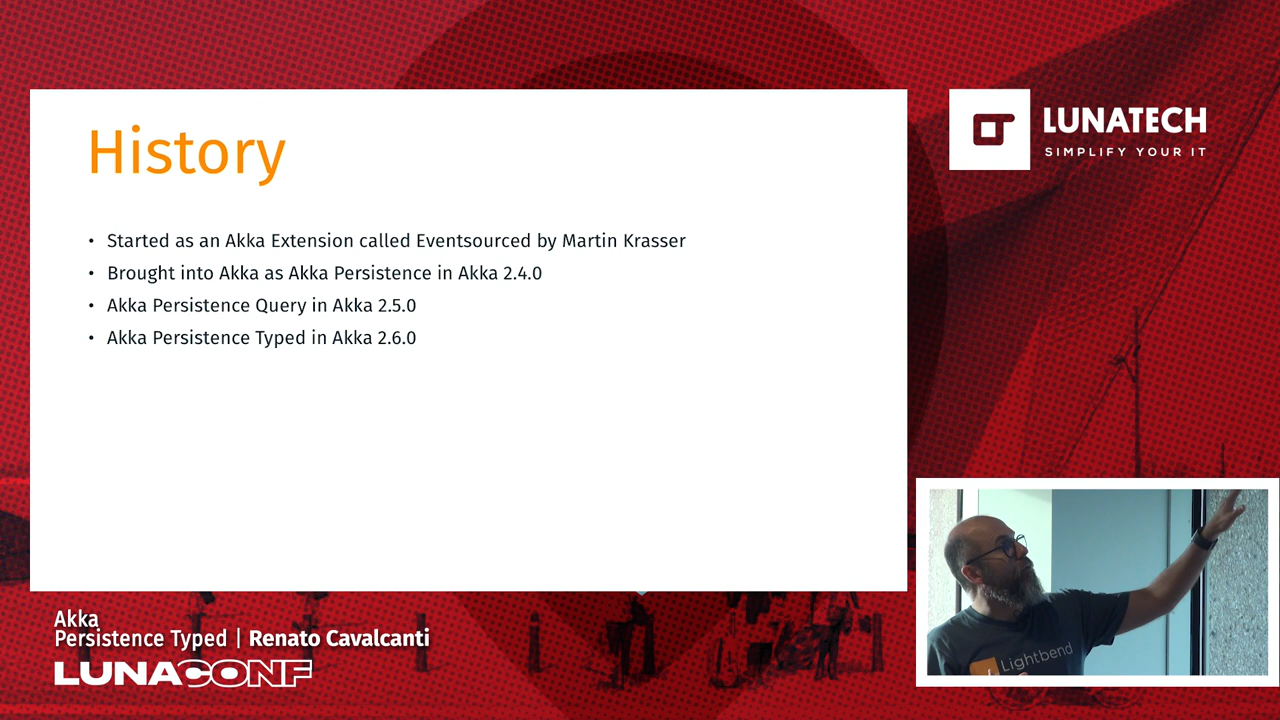 History
• Started as an Akka Extension called Eventsourced by Martin Krasser
• Brought into Akka as Akka Persistence in Akka 2.4.0
• Akka Persistence Query in Akka 2.5.0
• Akka Persistence Typed in Akka 2.6.0
LUNATECH
SIMPLIFY YOUR IT
Lightbend
Akka
Persistence Typed | Renato Cavalcanti
LUNACONF